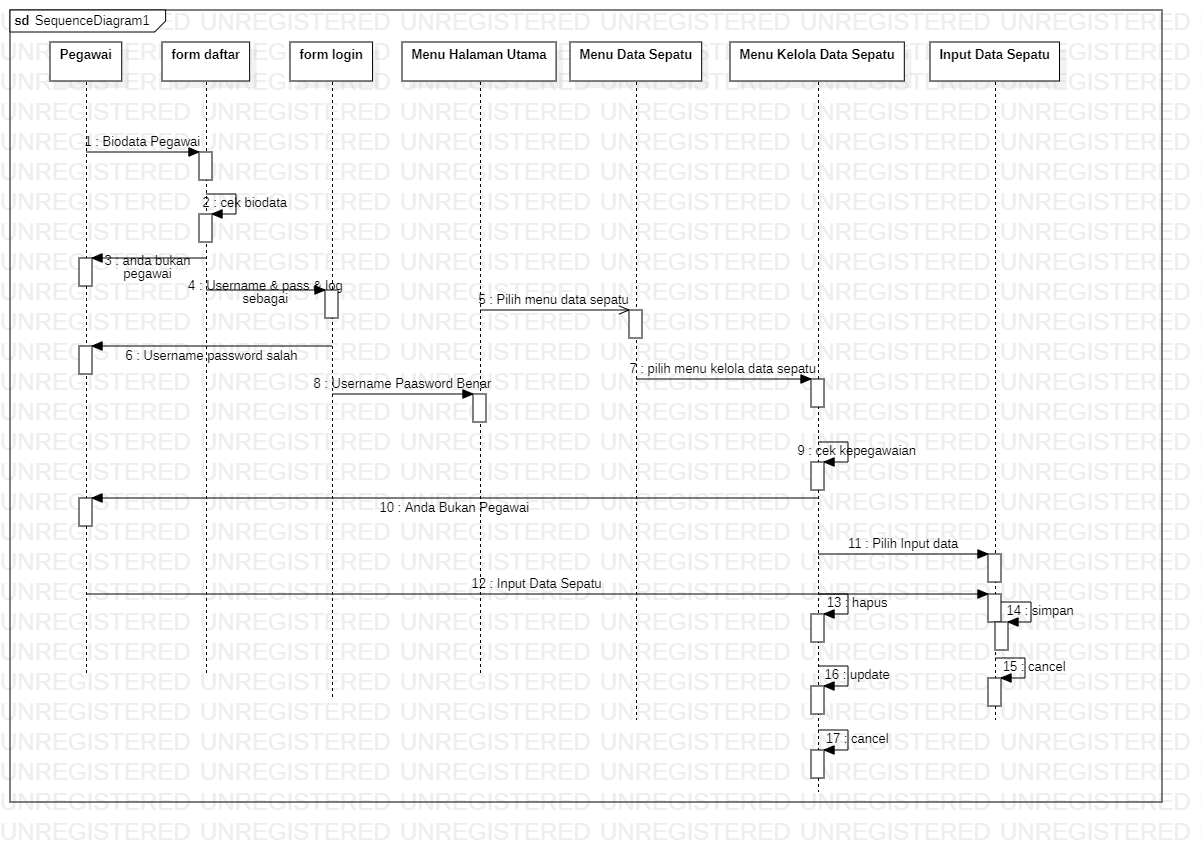 sd SequenceDiagram1
Pegawai
form daftar
form login
Menu Halaman Utama
Menu Data Sepatu
Menu Kelola Data Sepatu
Input Data Sepatu
1 : Biodata Pegawai
2 : cek biodata
3 : anda bukan
pegawai
4 : Username & pass & log
sebagai
5 : Pilih menu data sepatu
6 : Username password salah
7 : pilih menu kelola data sepatu
8 : Username Paasword Benar
9 : cek kepegawaian
10 : Anda Bukan Pegawai
11 : Pilih Input data
12 : Input Data Sepatu
13 : hapus
14 : simpan
15 : cancel
16 : update
17 : cancel
UNREGISTERED